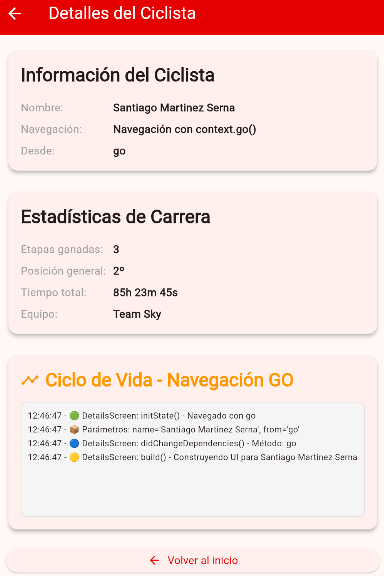 Detalles del Ciclista
Información del Ciclista
Nombre: Santiago Martinez Serna
Navegación: Navegación con context.go()
Desde: go
Estadísticas de Carrera
Etapas ganadas: 3
Posición general: 2º
Tiempo total: 85h 23m 45s
Equipo: Team Sky
Ciclo de Vida - Navegación GO
12:46:47 - 🟢 DetailsScreen: initState() - Navegado con go
12:46:47 - 📦 Parámetros: name='Santiago Martinez Serna', from='go'
12:46:47 - 🔵 DetailsScreen: didChangeDependencies() - Método: go
12:46:47 - 🟡 DetailsScreen: build() - Construyendo UI para Santiago Martinez Serna
Volver al inicio